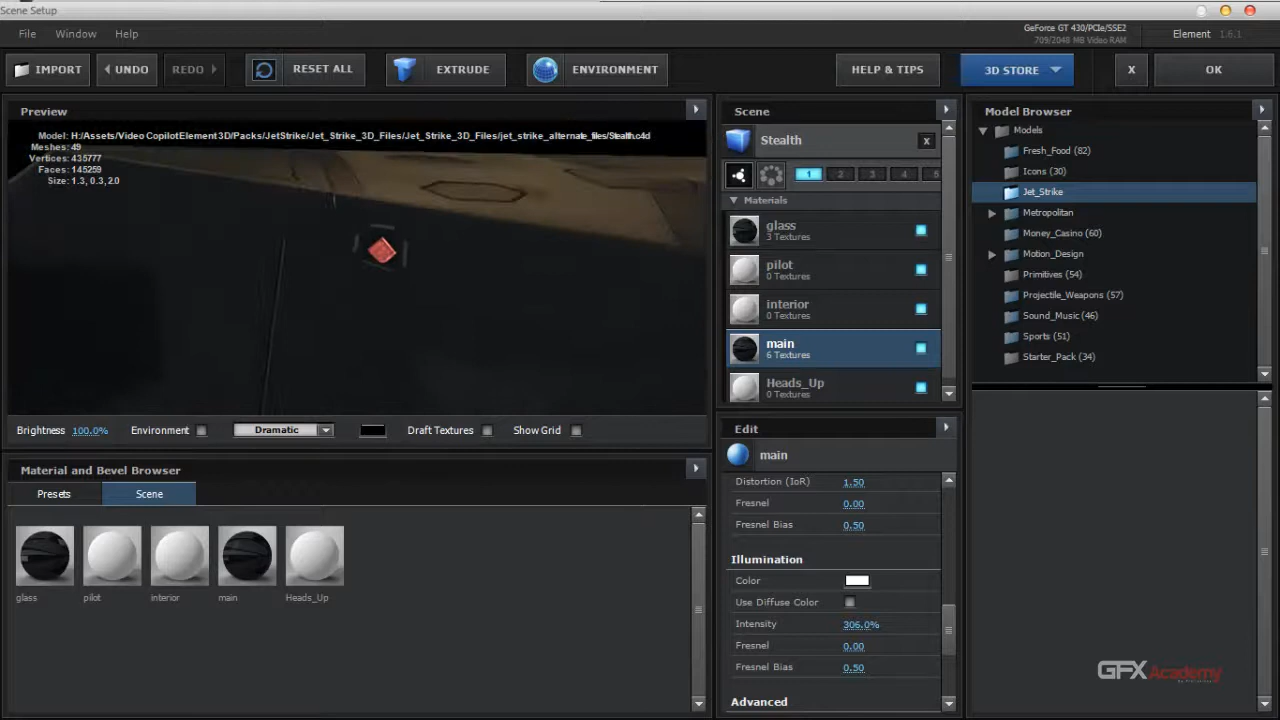 Scene Setup
File Window Help
GeForce GT 430/PCIe/SSE2
709/2048 MB Video RAM
Element 1.6.1
IMPORT UNDO REDO RESET ALL EXTRUDE ENVIRONMENT HELP & TIPS 3D STORE X OK
Preview
Model: H:/Assets/Video CopilotElement 3D/Packs/JetStrike/Jet_Strike_3D_Files/Jet_Strike_3D_Files/jet_strike_alternate_files/Stealth.c4d
Meshes: 49
Vertices: 435777
Faces: 145259
Size: 1.3, 0.3, 2.0
Brightness 100.0% Environment Dramatic Draft Textures Show Grid
Material and Bevel Browser
Presets Scene
glass pilot interior main Heads_Up
Scene
Stealth X
1 2 3 4 5
Materials
glass
3 Textures
pilot
0 Textures
interior
0 Textures
main
6 Textures
Heads_Up
0 Textures
Edit
main
Distortion (IoR) 1.50
Fresnel 0.00
Fresnel Bias 0.50
Illumination
Color
Use Diffuse Color
Intensity 306.0%
Fresnel 0.00
Fresnel Bias 0.50
Advanced
Model Browser
Models
Fresh_Food (82)
Icons (30)
Jet_Strike
Metropolitan
Money_Casino (60)
Motion_Design
Primitives (54)
Projectile_Weapons (57)
Sound_Music (46)
Sports (51)
Starter_Pack (34)
GFXAcademy